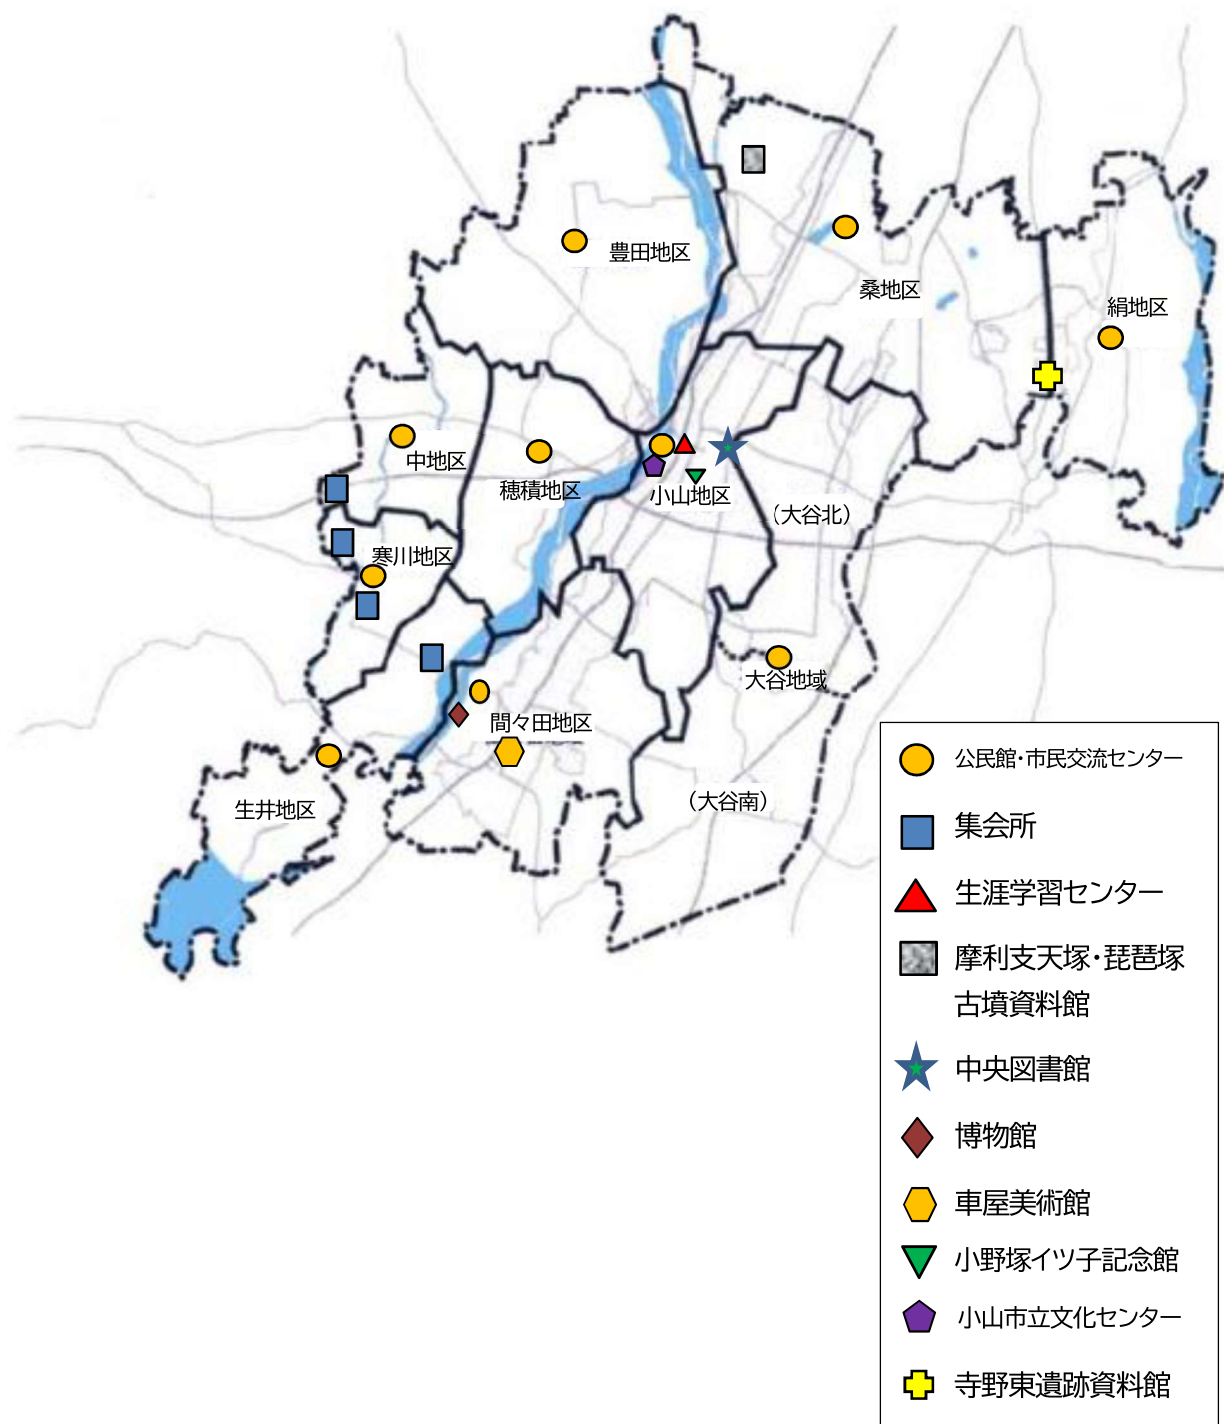 豊田地区
桑地区
絹地区
中地区
穂積地区
小山地区
（大谷北）
寒川地区
大谷地域
間々田地区
（大谷南）
生井地区
公民館・市民交流センター
集会所
生涯学習センター
摩利支天塚・琵琶塚
古墳資料館
中央図書館
博物館
車屋美術館
小野塚イツ子記念館
小山市立文化センター
寺野東遺跡資料館